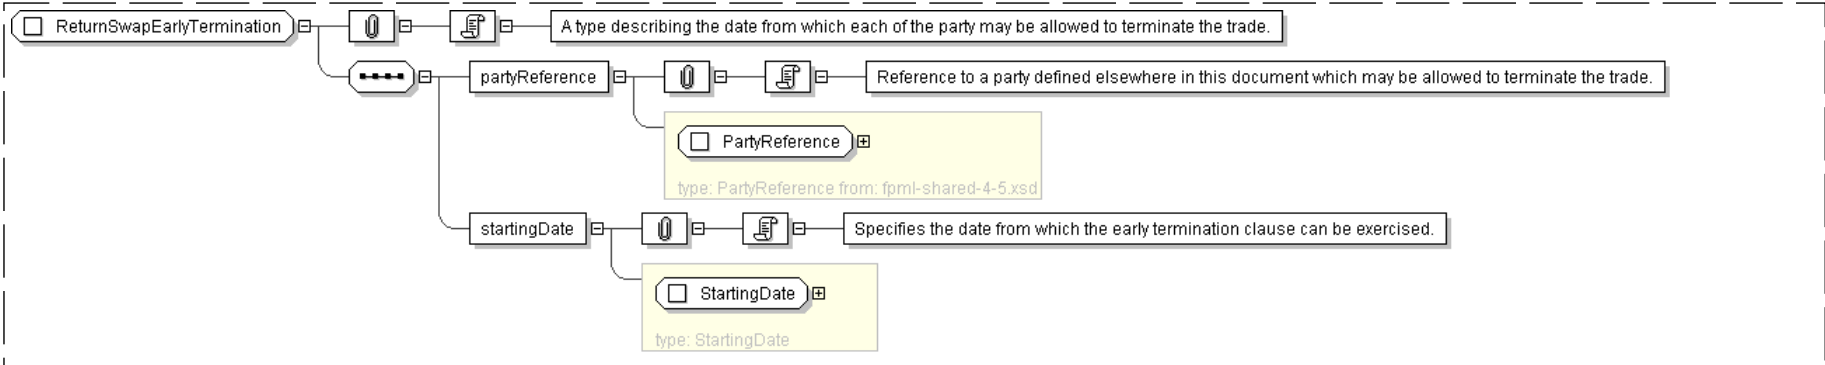 ReturnSwapEarlyTermination
A type describing the date from which each of the party may be allowed to terminate the trade.
partyReference
Reference to a party defined elsewhere in this document which may be allowed to terminate the trade.
PartyReference
type: PartyReference from: fpml-shared-4-5.xsd
startingDate
Specifies the date from which the early termination clause can be exercised.
StartingDate
type: StartingDate